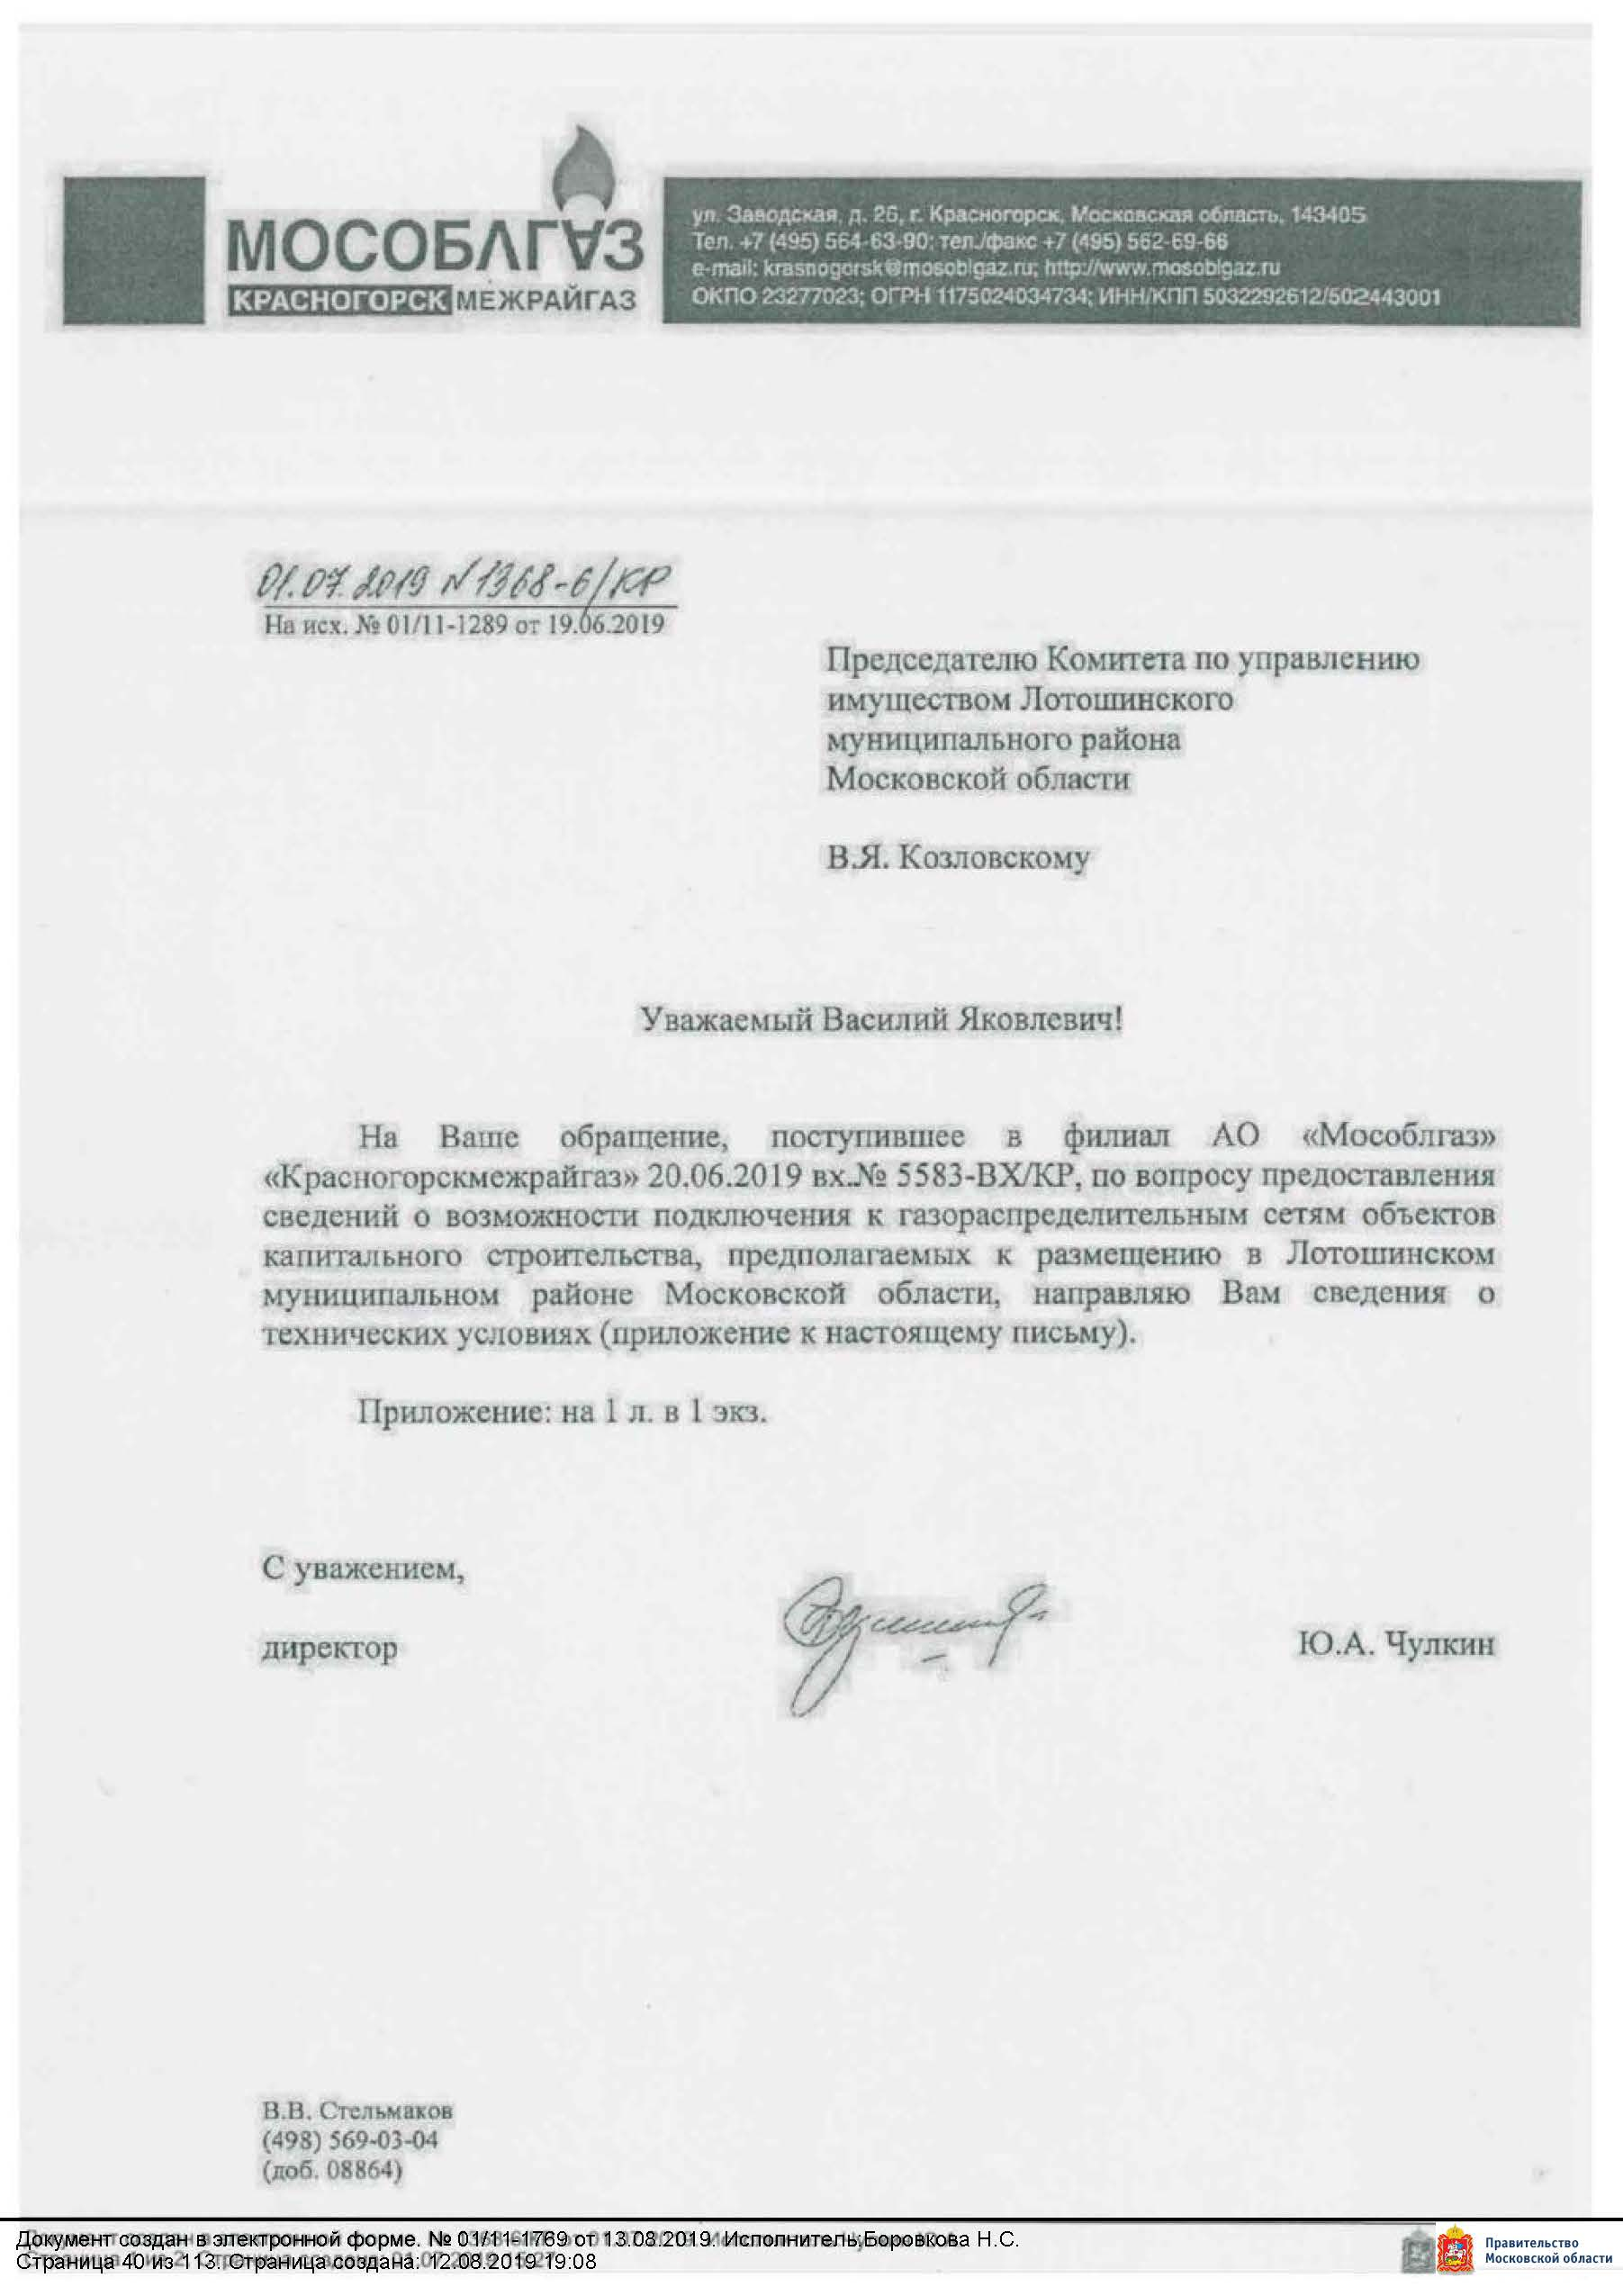 МОСОБЛГАЗ
КРАСНОГОРСК МЕЖРАЙГАЗ
ул. Заводская, д. 26, г. Красногорск, Московская область, 143405
Тел. +7 (495) 564-63-90; тел./факс +7 (495) 562-69-66
e-mail: krasnogorsk@mosoblgaz.ru; http://www.mosoblgaz.ru
ОКПО 23277023; ОГРН 1175024034734; ИНН/КПП 5032292612/502443001
01.07.2019 N 1368-6/КР
На исх. № 01/11-1289 от 19.06.2019
Председателю Комитета по управлению
имуществом Лотошинского
муниципального района
Московской области
В.Я. Козловскому
Уважаемый Василий Яковлевич!
На Ваше обращение, поступившее в филиал АО «Мособлгаз»
«Красногорскмежрайгаз» 20.06.2019 вх.№ 5583-ВХ/КР, по вопросу предоставления
сведений о возможности подключения к газораспределительным сетям объектов
капитального строительства, предполагаемых к размещению в Лотошинском
муниципальном районе Московской области, направляю Вам сведения о
технических условиях (приложение к настоящему письму).
Приложение: на 1 л. в 1 экз.
С уважением,
директор
Ю.А. Чулкин
В.В. Стельмаков
(498) 569-03-04
(доб. 08864)
Документ создан в электронной форме. № 01/11-1769 от 13.08.2019. Исполнитель: Боровкова Н.С.
Страница 40 из 113. Страница создана: 12.08.2019 19:08
Правительство
Московской области